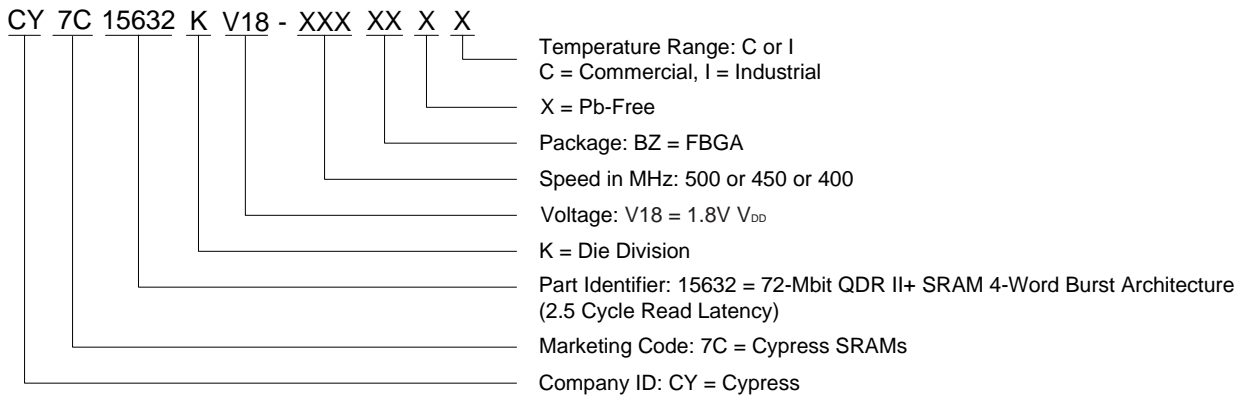 CY 7C 15632 K V18 - XXX XX X X
Temperature Range: C or I
C = Commercial, I = Industrial
X = Pb-Free
Package: BZ = FBGA
Speed in MHz: 500 or 450 or 400
Voltage: V18 = 1.8V VDD
K = Die Division
Part Identifier: 15632 = 72-Mbit QDR II+ SRAM 4-Word Burst Architecture
(2.5 Cycle Read Latency)
Marketing Code: 7C = Cypress SRAMs
Company ID: CY = Cypress